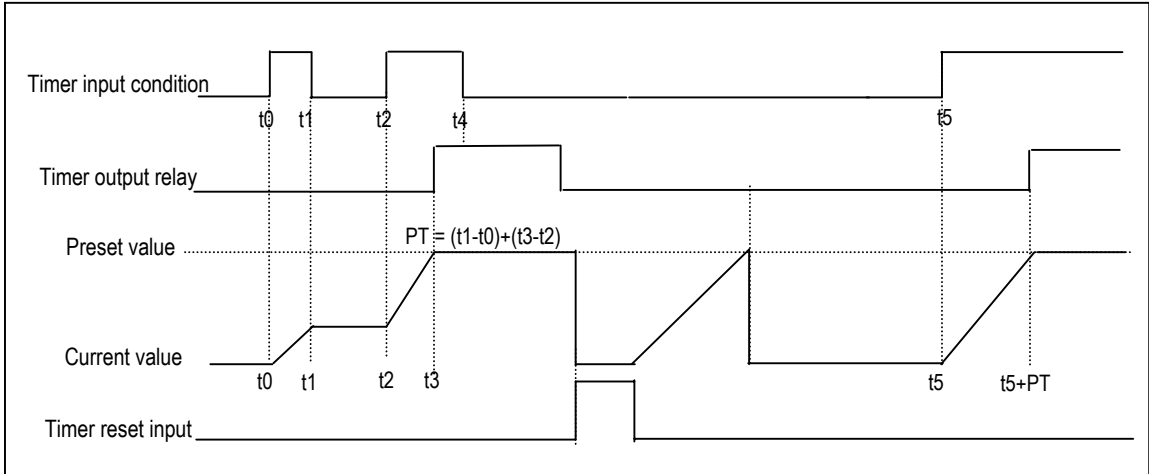 Timer input condition
t0 t1 t2 t4 t5
Timer output relay
Preset value
PT = (t1-t0)+(t3-t2)
Current value
t0 t1 t2 t3 t5 t5+PT
Timer reset input